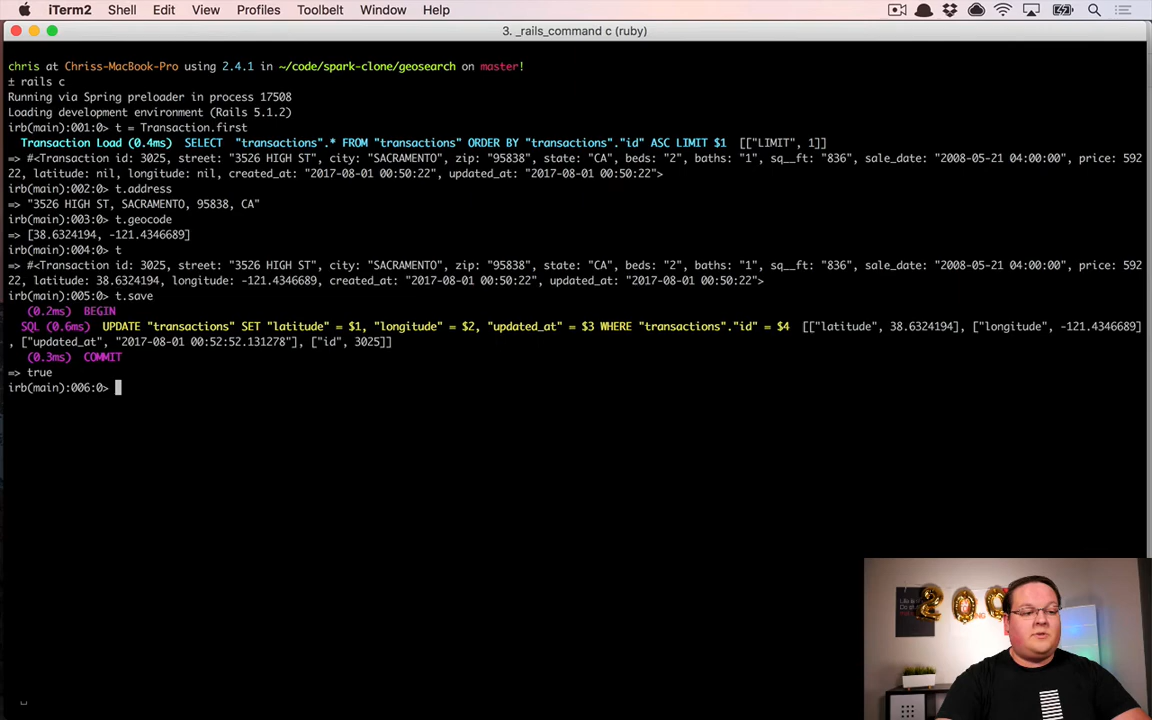 iTerm2 Shell Edit View Profiles Toolbelt Window Help
3. _rails_command c (ruby)
chris at Chriss-MacBook-Pro using 2.4.1 in ~/code/spark-clone/geosearch on master!
± rails c
Running via Spring preloader in process 17508
Loading development environment (Rails 5.1.2)
irb(main):001:0> t = Transaction.first
Transaction Load (0.4ms)  SELECT  "transactions".* FROM "transactions" ORDER BY "transactions"."id" ASC LIMIT $1  [["LIMIT", 1]]
=> #<Transaction id: 3025, street: "3526 HIGH ST", city: "SACRAMENTO", zip: "95838", state: "CA", beds: "2", baths: "1", sq__ft: "836", sale_date: "2008-05-21 04:00:00", price: 592
22, latitude: nil, longitude: nil, created_at: "2017-08-01 00:50:22", updated_at: "2017-08-01 00:50:22">
irb(main):002:0> t.address
=> "3526 HIGH ST, SACRAMENTO, 95838, CA"
irb(main):003:0> t.geocode
=> [38.6324194, -121.4346689]
irb(main):004:0> t
=> #<Transaction id: 3025, street: "3526 HIGH ST", city: "SACRAMENTO", zip: "95838", state: "CA", beds: "2", baths: "1", sq__ft: "836", sale_date: "2008-05-21 04:00:00", price: 592
22, latitude: 38.6324194, longitude: -121.4346689, created_at: "2017-08-01 00:50:22", updated_at: "2017-08-01 00:50:22">
irb(main):005:0> t.save
(0.2ms)  BEGIN
SQL (0.6ms)  UPDATE "transactions" SET "latitude" = $1, "longitude" = $2, "updated_at" = $3 WHERE "transactions"."id" = $4  [["latitude", 38.6324194], ["longitude", -121.4346689]
, ["updated_at", "2017-08-01 00:52:52.131278"], ["id", 3025]]
(0.3ms)  COMMIT
=> true
irb(main):006:0>
200